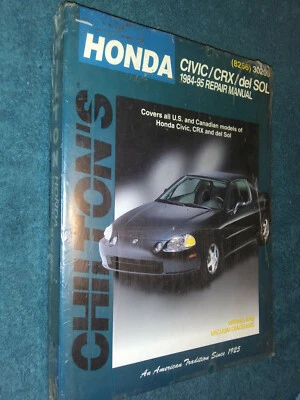 HONDA
CIVIC/CRX/del SOL
1984-95 REPAIR MANUAL
(8256)
Covers all U.S. and Canadian models of
Honda Civic, CRX and del Sol
CHILTON'S
An American Tradition Since 1925